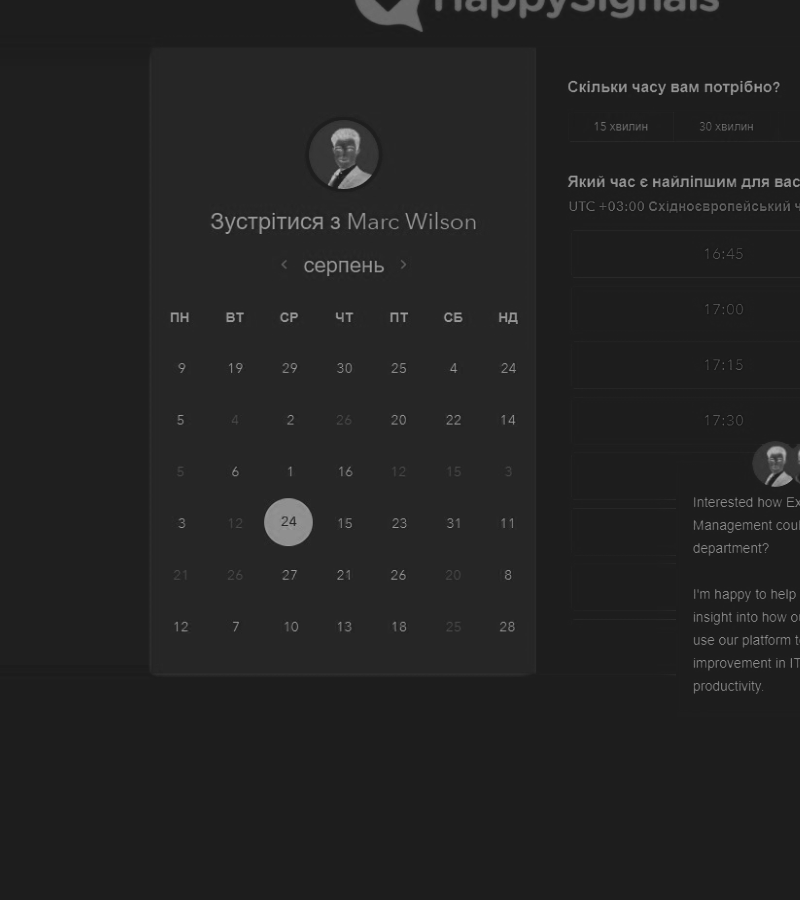 HappySignals
Зустрітися з Marc Wilson
‹ серпень ›
ПН ВТ СР ЧТ ПТ СБ НД
9 19 29 30 25 4 24
5 4 2 26 20 22 14
5 6 1 16 12 15 3
3 12 24 15 23 31 11
21 26 27 21 26 20 8
12 7 10 13 18 25 28
Скільки часу вам потрібно?
15 хвилин 30 хвилин
Який час є найліпшим для вас
UTC +03:00 Східноєвропейський ч
16:45
17:00
17:15
17:30
Interested how Ex
Management coul
department?
I'm happy to help
insight into how ou
use our platform to
improvement in IT
productivity.